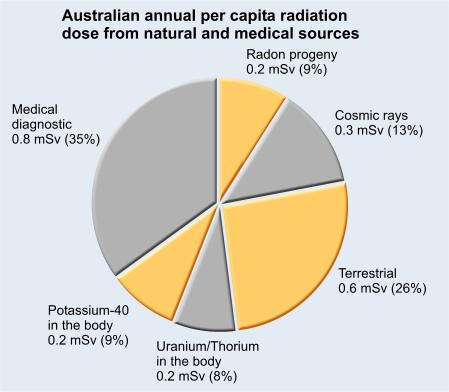 Australian annual per capita radiation
dose from natural and medical sources
Radon progeny
0.2 mSv (9%)
Cosmic rays
0.3 mSv (13%)
Terrestrial
0.6 mSv (26%)
Uranium/Thorium
in the body
0.2 mSv (8%)
Potassium-40
in the body
0.2 mSv (9%)
Medical
diagnostic
0.8 mSv (35%)